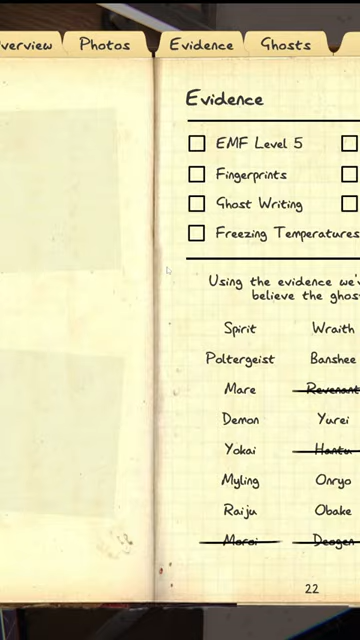 verview Photos Evidence Ghosts
Evidence
EMF Level 5
Fingerprints
Ghost Writing
Freezing Temperatures
Using the evidence we'v
believe the ghos
Spirit Wraith
Poltergeist Banshee
Mare Revenant
Demon Yurei
Yokai Hantu
Myling Onryo
Raiju Obake
Moroi Deogen
22